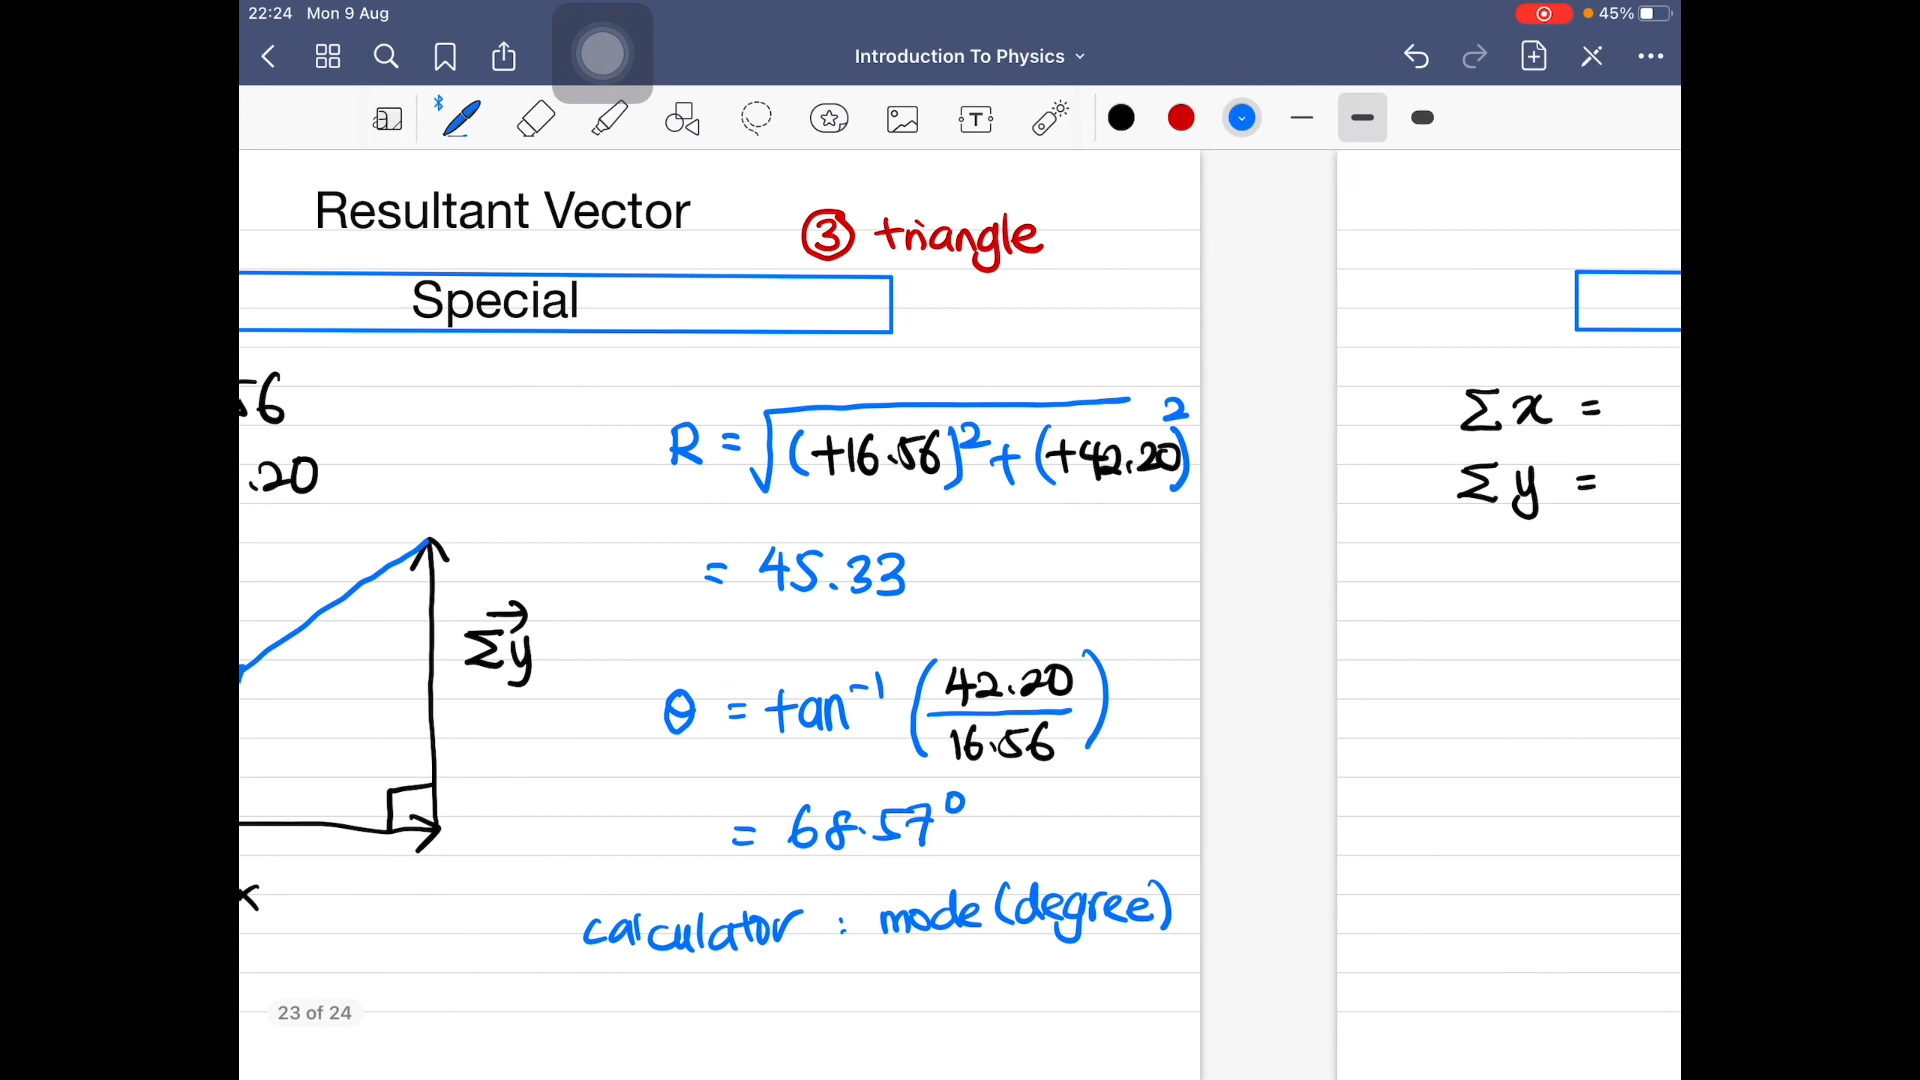 22:24 Mon 9 Aug
45%
Introduction To Physics
Resultant Vector
③ triangle
Special
56
.20
R = √(+16.56)² + (+42.20)²
= 45.33
Σy⃗
θ = tan⁻¹ (42.20/16.56)
= 68.57°
x
calculator : mode (degree)
23 of 24
Σx =
Σy =